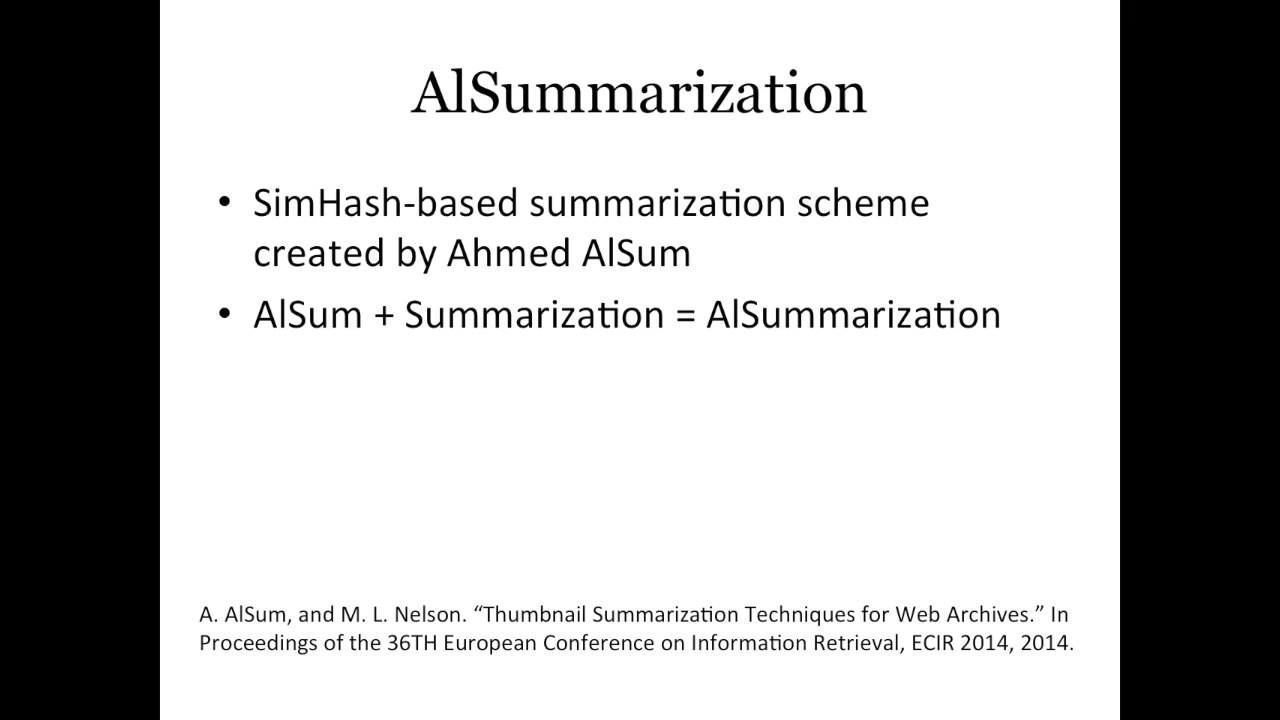 AlSummarization
• SimHash-based summarization scheme
created by Ahmed AlSum
• AlSum + Summarization = AlSummarization
A. AlSum, and M. L. Nelson. “Thumbnail Summarization Techniques for Web Archives.” In
Proceedings of the 36TH European Conference on Information Retrieval, ECIR 2014, 2014.